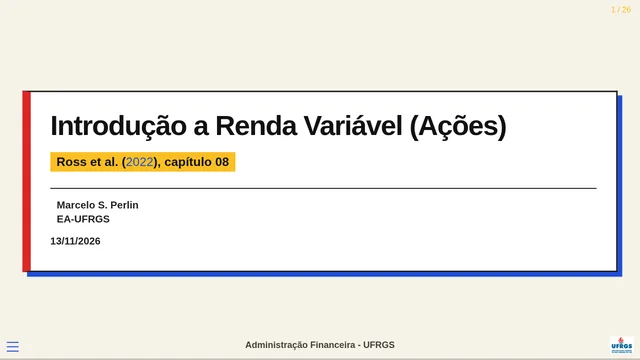 1 / 26
Introdução a Renda Variável (Ações)
Ross et al. (2022), capítulo 08
Marcelo S. Perlin
EA-UFRGS
13/11/2026
Administração Financeira - UFRGS
UFRGS